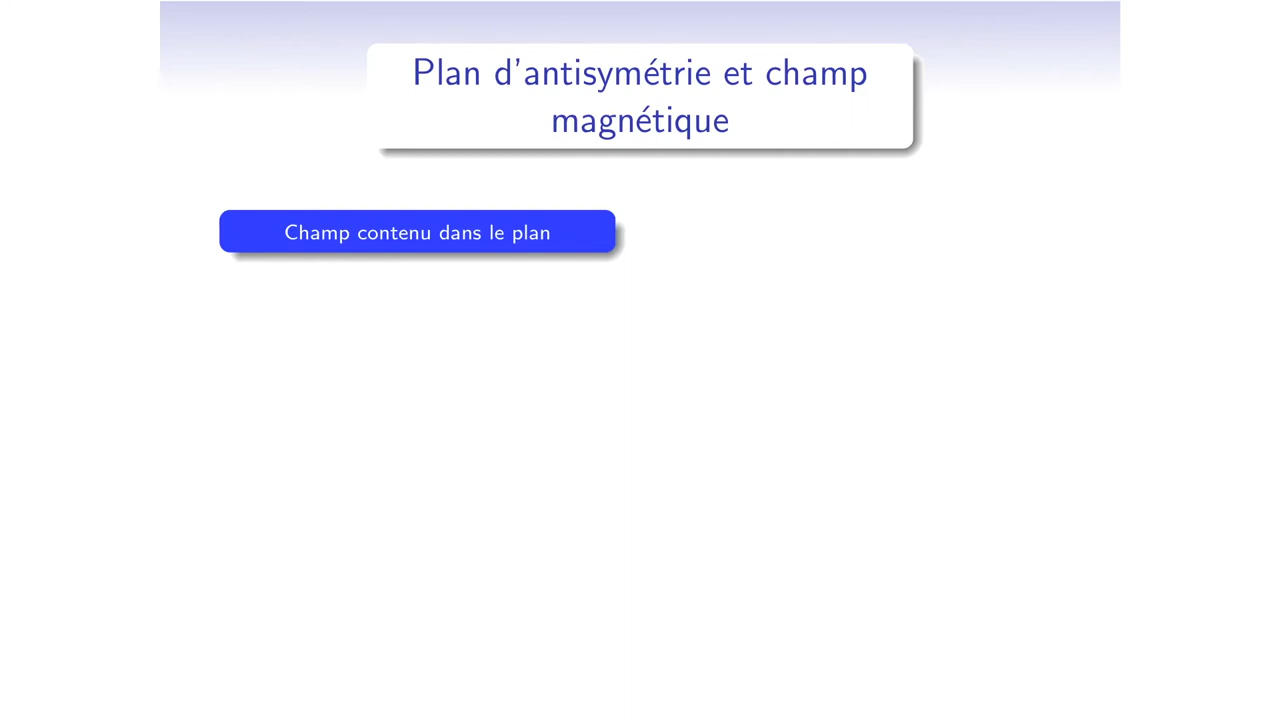 Plan d'antisymétrie et champ
magnétique
Champ contenu dans le plan